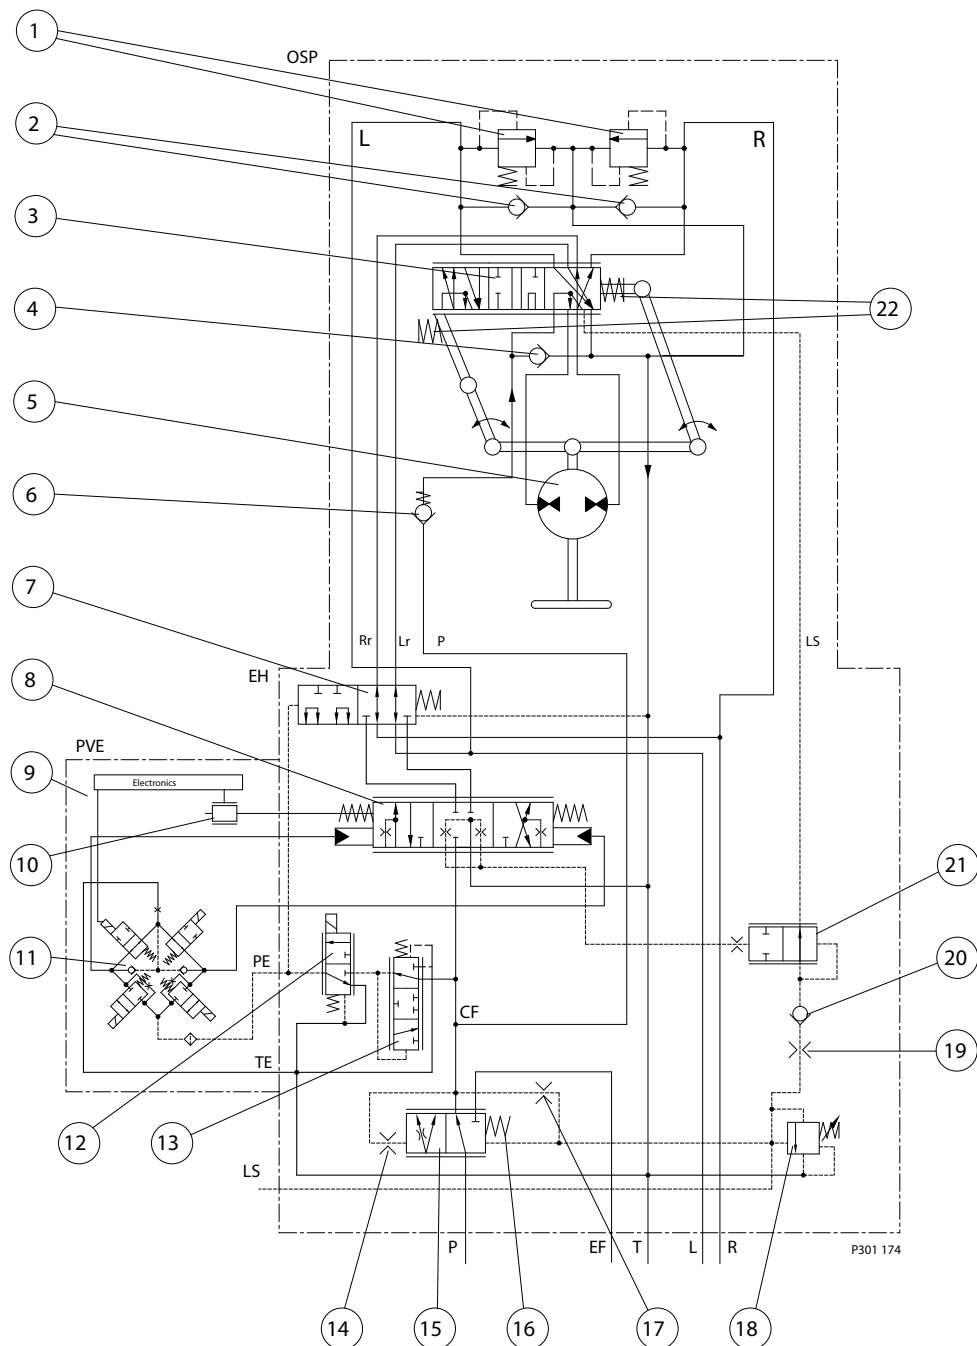 1
OSP
2
L
R
3
4
22
5
6
7
Rr
Lr
P
LS
EH
8
PVE
9
Electronics
10
21
11
PE
20
CF
19
TE
12
13
LS
P
EF
T
L
R
P301 174
14
15
16
17
18